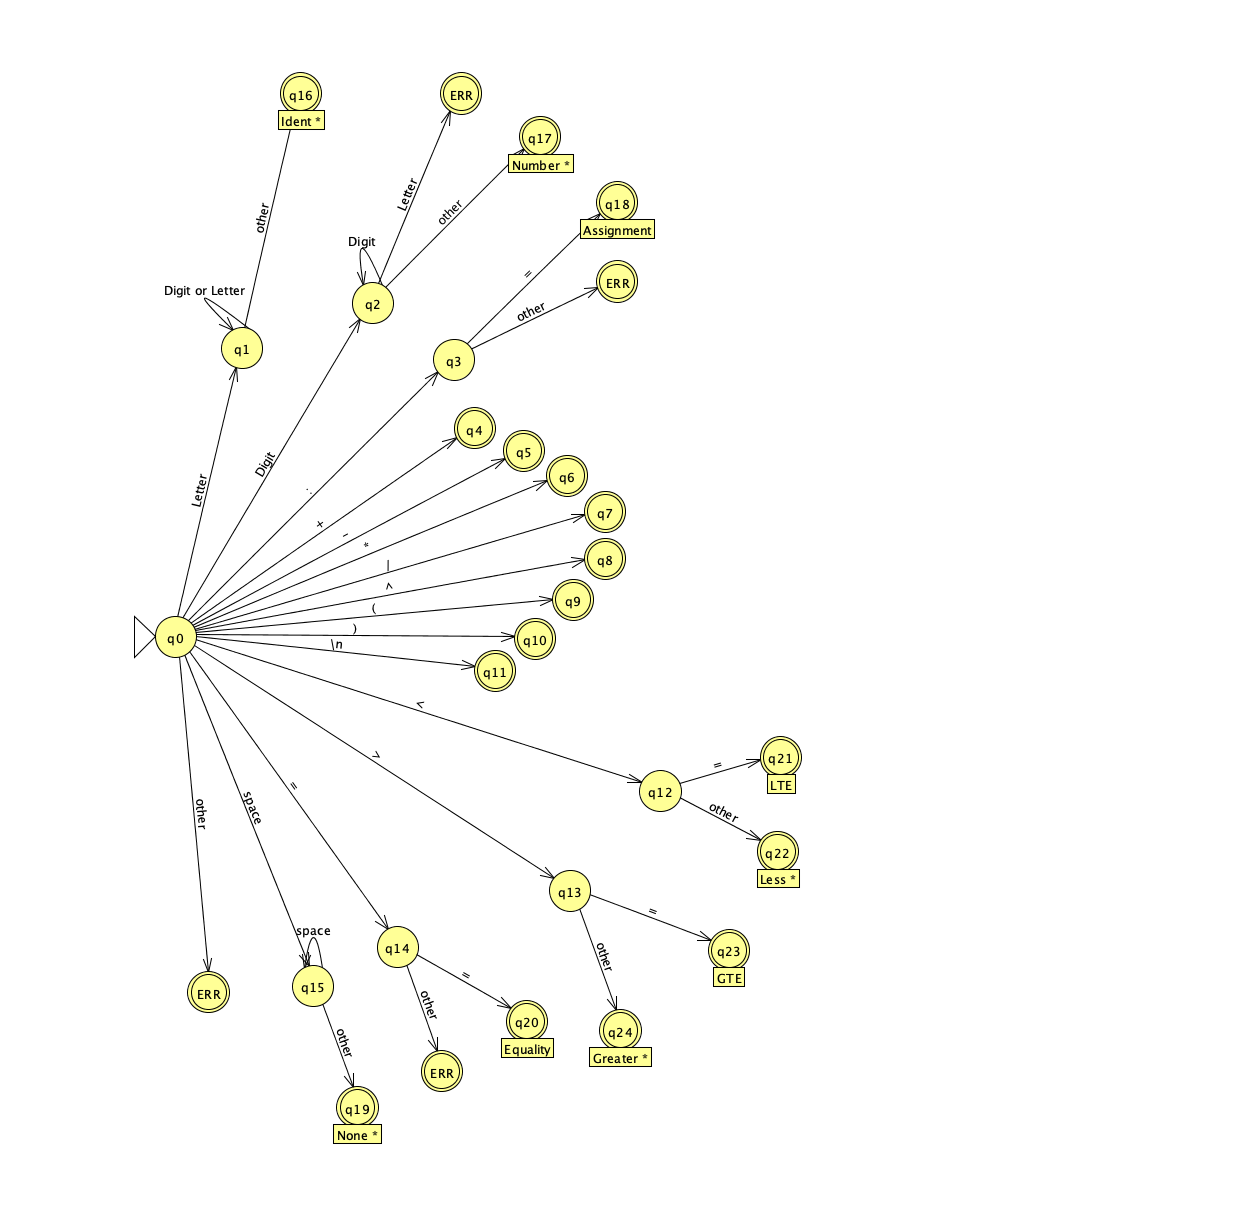 q16
Ident *
ERR
q17
Number *
q18
Assignment
ERR
other
Letter
other
Digit
=
other
Digit or Letter
q2
q1
q3
Letter
Digit
:
q4
q5
q6
q7
q8
q9
q10
q11
+
-
*
|
^
(
)
\n
q0
<
q12
=
q21
LTE
other
q22
Less *
>
q13
=
q23
GTE
other
q24
Greater *
=
q14
=
q20
Equality
other
ERR
space
space
q15
other
q19
None *
other
ERR